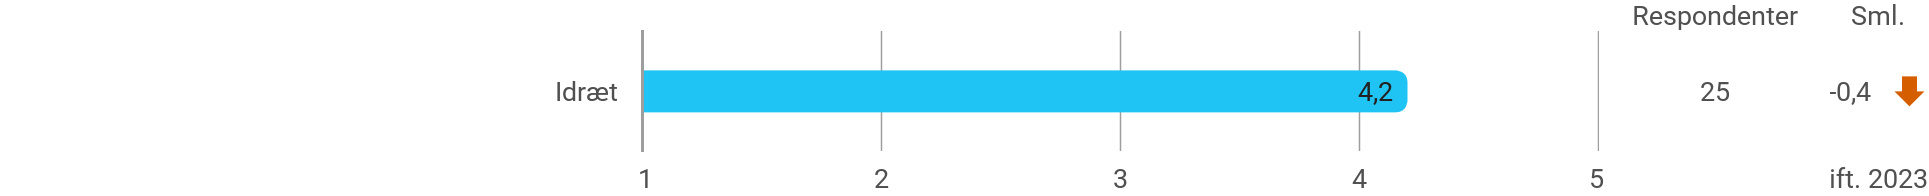 Respondenter Sml.
Idræt 4,2 25 -0,4
1 2 3 4 5 ift. 2023